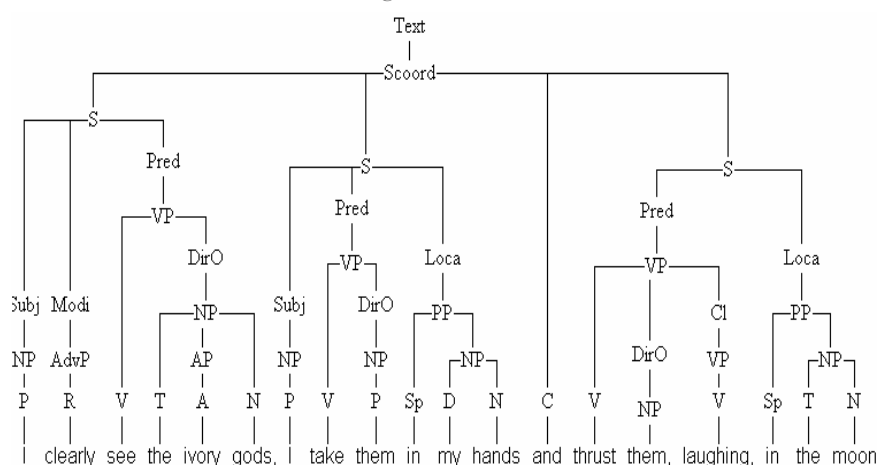 Text
Scoord
S
Pred S S
VP Pred Pred
DirO VP Loca VP Loca
Subj Modi NP Subj DirO PP Cl PP
NP AdvP AP NP NP NP DirO VP NP
P R V T A N P V P Sp D N C V NP V Sp T N
I clearly see the ivory gods, I take them in my hands and thrust them, laughing, in the moon